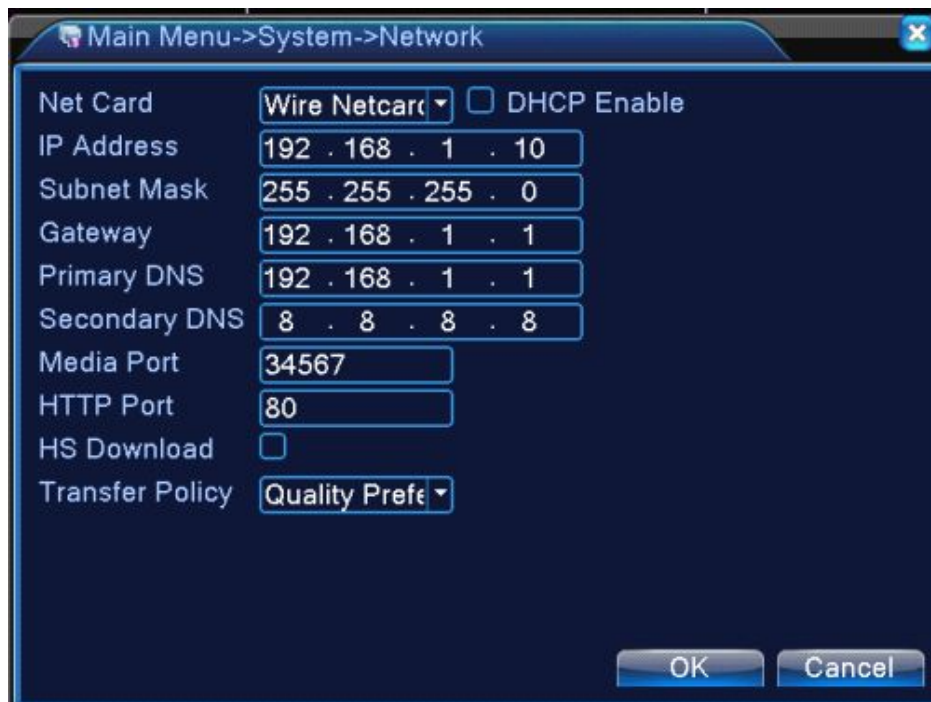 Main Menu->System->Network
Net Card Wire Netcar DHCP Enable
IP Address 192 . 168 . 1 . 10
Subnet Mask 255 . 255 . 255 . 0
Gateway 192 . 168 . 1 . 1
Primary DNS 192 . 168 . 1 . 1
Secondary DNS 8 . 8 . 8 . 8
Media Port 34567
HTTP Port 80
HS Download
Transfer Policy Quality Prefe
OK Cancel